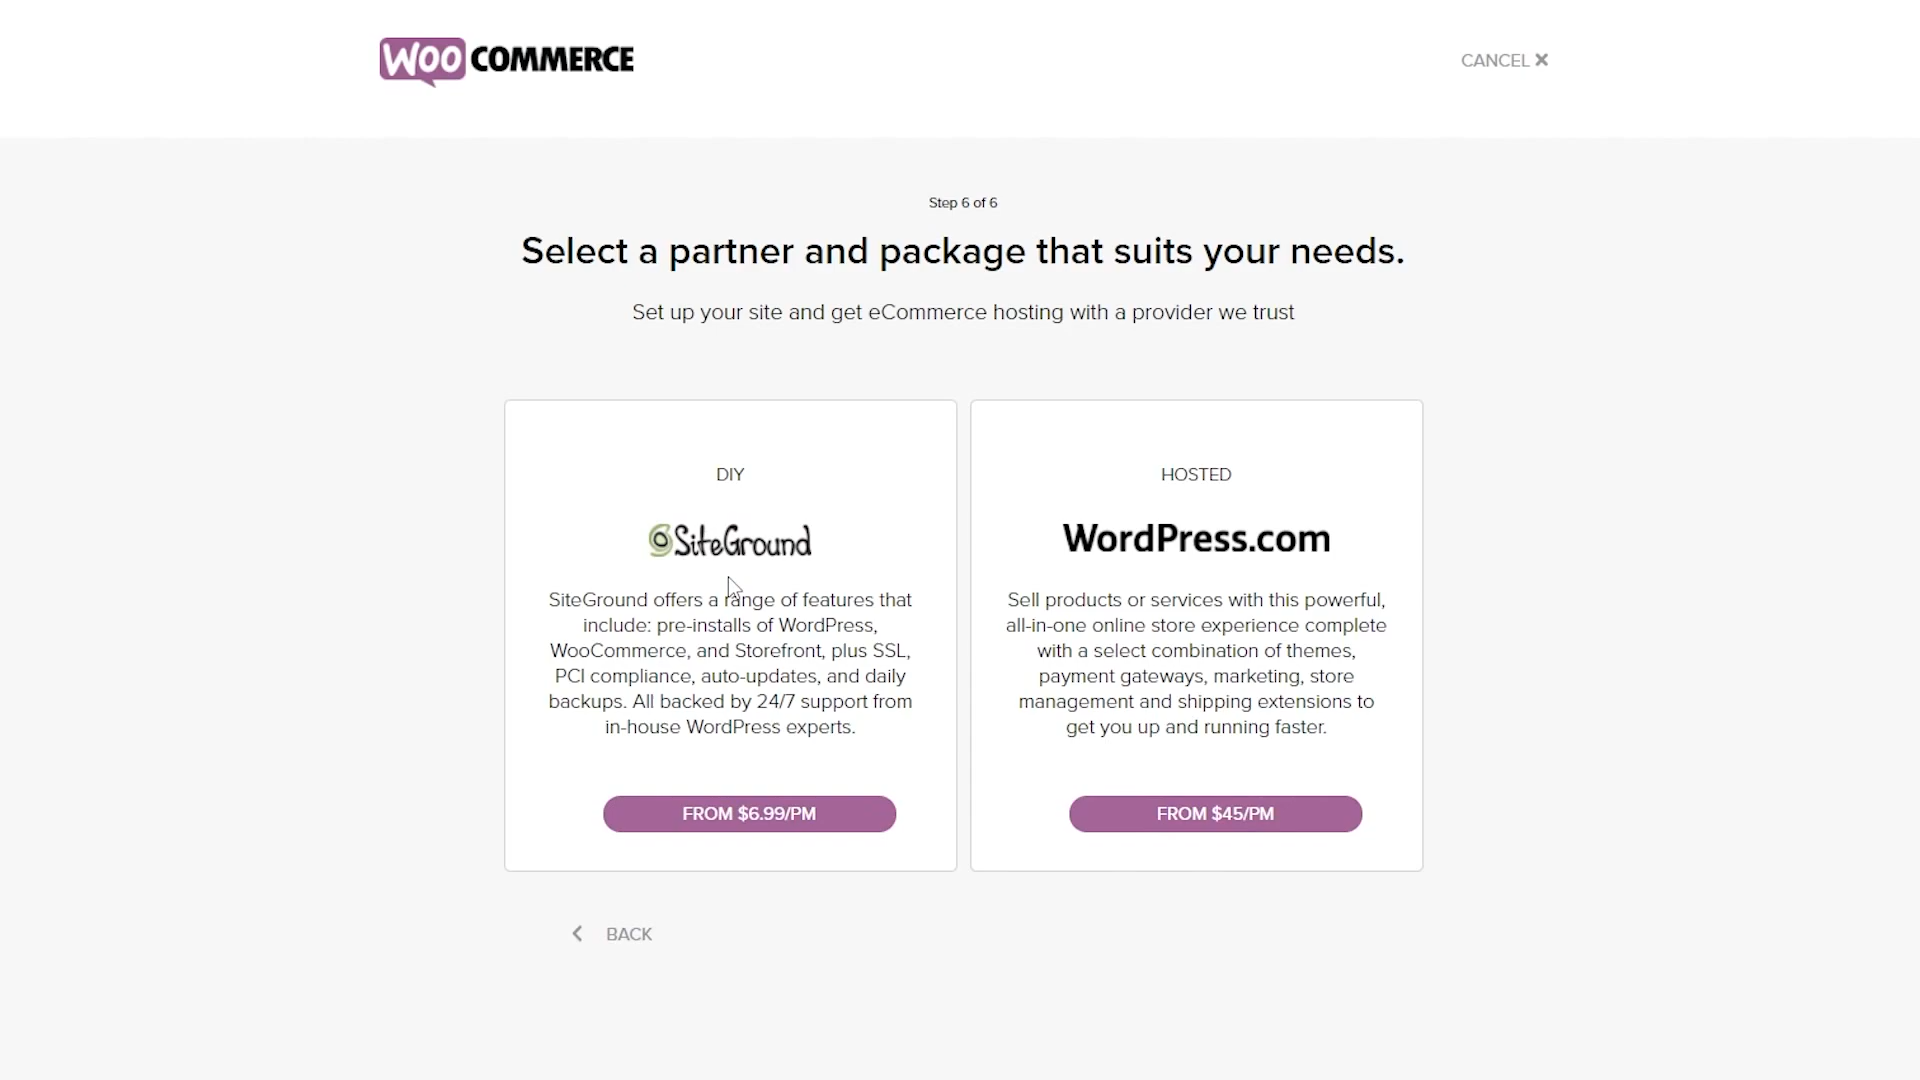 WOO COMMERCE
CANCEL ✕
Step 6 of 6
Select a partner and package that suits your needs.
Set up your site and get eCommerce hosting with a provider we trust
DIY
SiteGround
SiteGround offers a range of features that
include: pre-installs of WordPress,
WooCommerce, and Storefront, plus SSL,
PCI compliance, auto-updates, and daily
backups. All backed by 24/7 support from
in-house WordPress experts.
FROM $6.99/PM
HOSTED
WordPress.com
Sell products or services with this powerful,
all-in-one online store experience complete
with a select combination of themes,
payment gateways, marketing, store
management and shipping extensions to
get you up and running faster.
FROM $45/PM
BACK